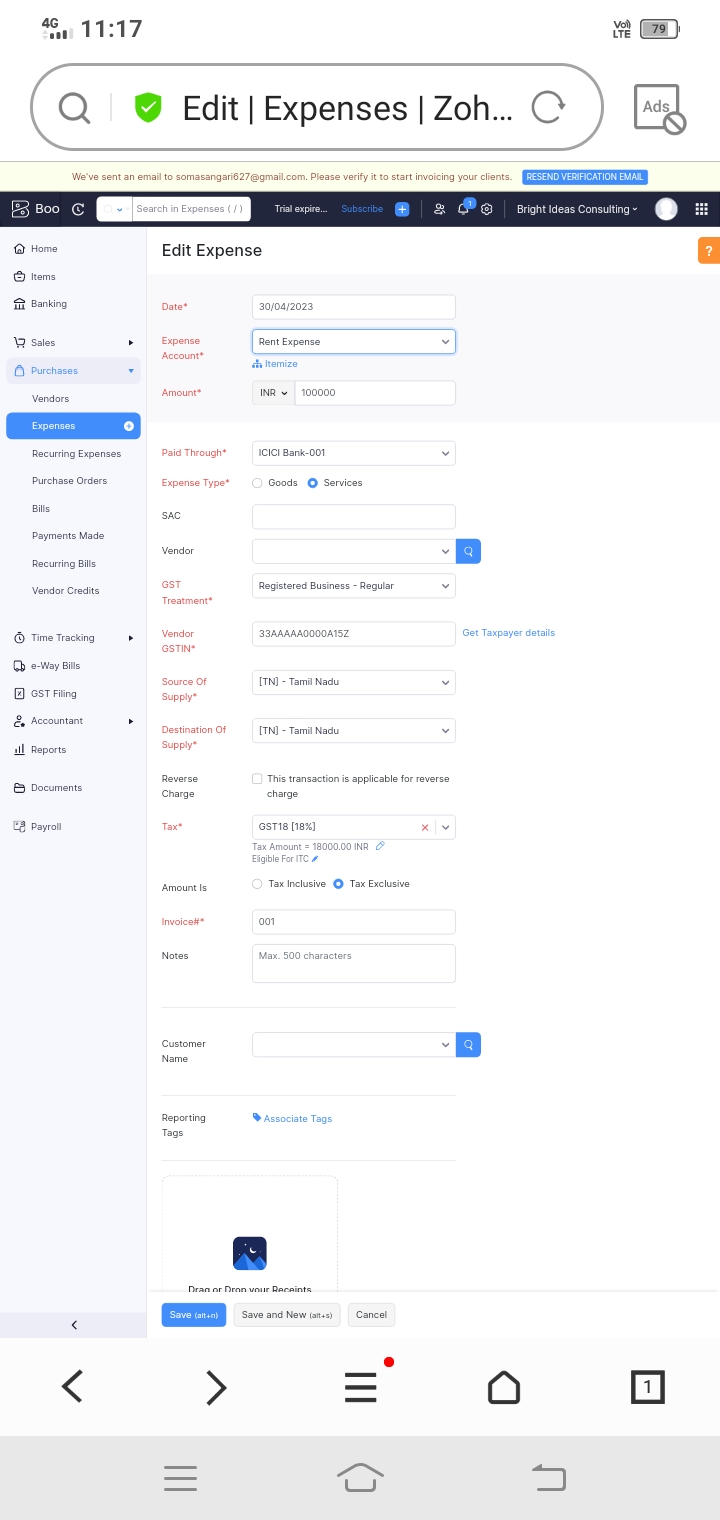 4G 11:17 VoI) LTE 79
Edit | Expenses | Zoh...
Ads
We've sent an email to somasangari627@gmail.com. Please verify it to start invoicing your clients. RESEND VERIFICATION EMAIL
Boo Search in Expenses ( / ) Trial expire... Subscribe 1 Bright Ideas Consulting
Home
Items
Banking
Sales
Purchases
Vendors
Expenses
Recurring Expenses
Purchase Orders
Bills
Payments Made
Recurring Bills
Vendor Credits
Time Tracking
e-Way Bills
GST Filing
Accountant
Reports
Documents
Payroll
Edit Expense
?
Date* 30/04/2023
Expense Account* Rent Expense
Itemize
Amount* INR 100000
Paid Through* ICICI Bank-001
Expense Type* Goods Services
SAC
Vendor
GST Treatment* Registered Business - Regular
Vendor GSTIN* 33AAAAA0000A15Z Get Taxpayer details
Source Of Supply* [TN] - Tamil Nadu
Destination Of Supply* [TN] - Tamil Nadu
Reverse Charge This transaction is applicable for reverse charge
Tax* GST18 [18%]
Tax Amount = 18000.00 INR
Eligible For ITC
Amount Is Tax Inclusive Tax Exclusive
Invoice#* 001
Notes Max. 500 characters
Customer Name
Reporting Tags Associate Tags
Drag or Drop your Receipts
Save (alt+n) Save and New (alt+s) Cancel
1